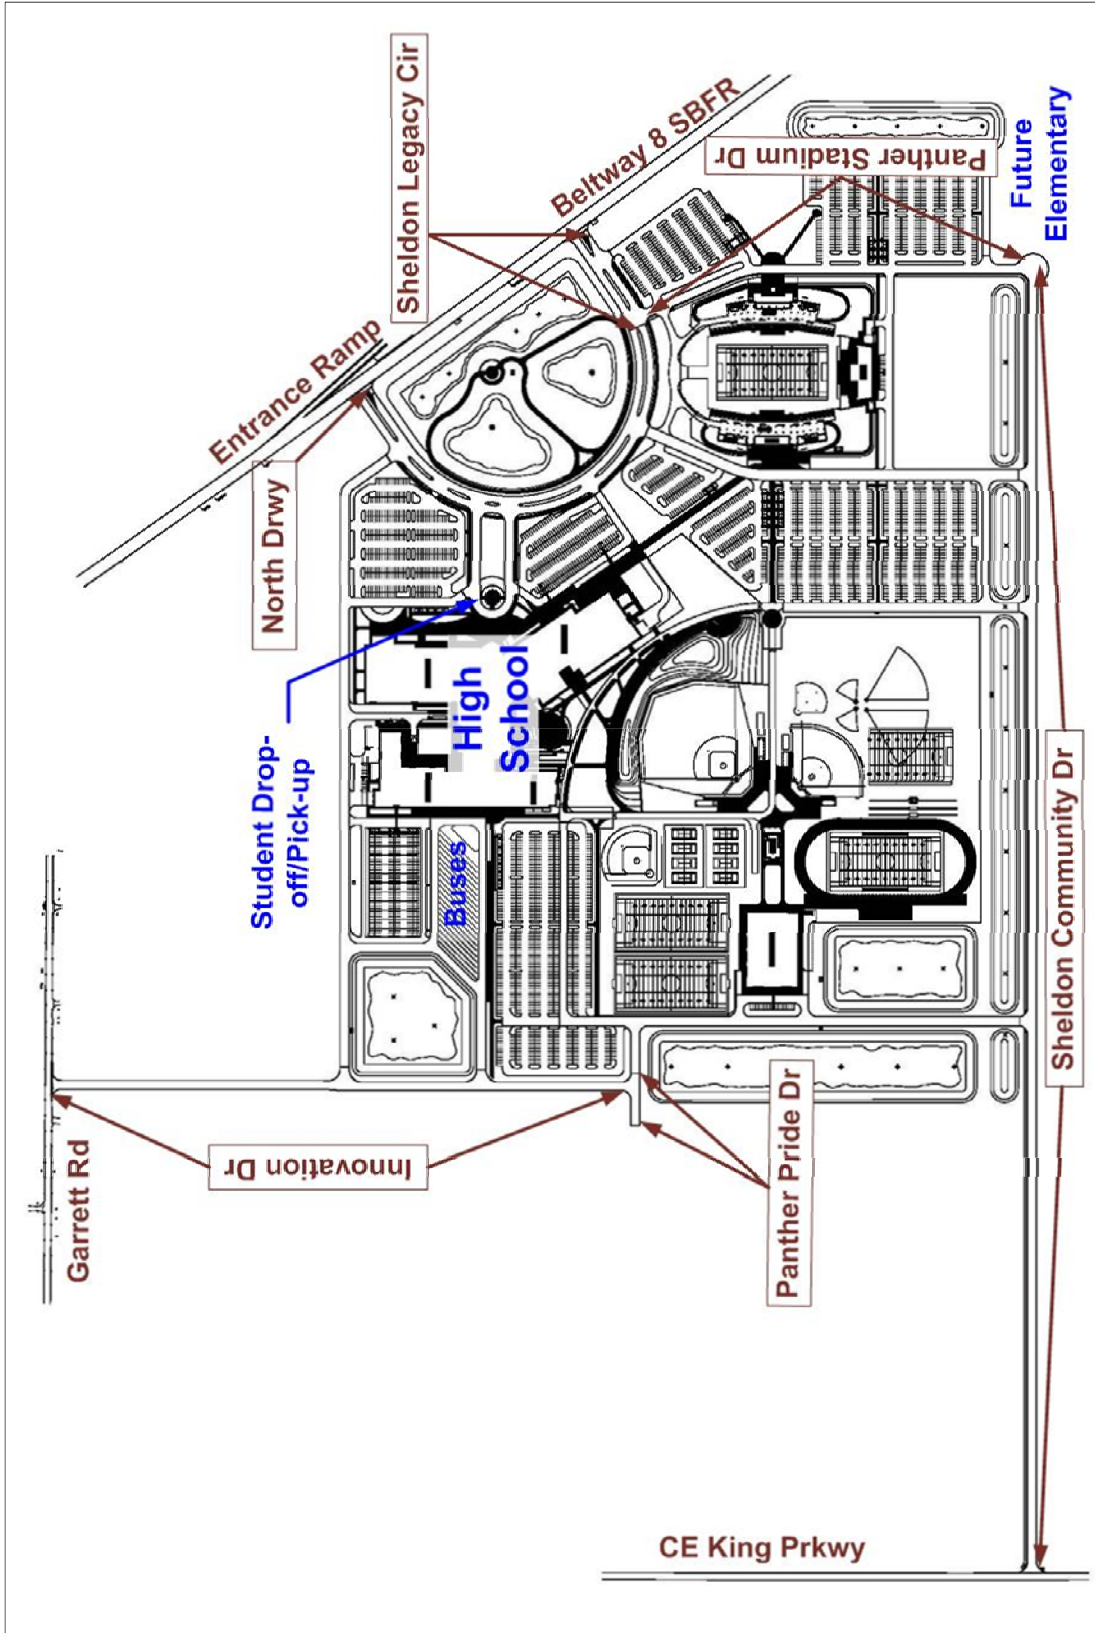 Sheldon Legacy Cir
Beltway 8 SBFR
Panther Stadium Dr
Future
Elementary
Entrance Ramp
North Drwy
High
School
Student Drop-
off/Pick-up
Buses
Sheldon Community Dr
Garrett Rd
Innovation Dr
Panther Pride Dr
CE King Prkwy